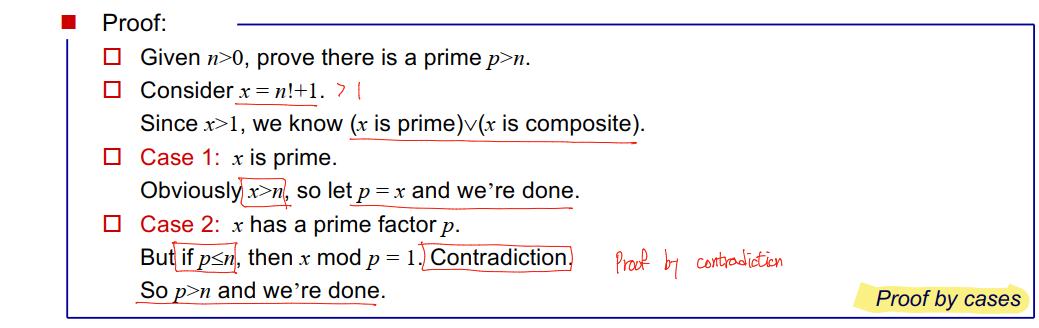 Proof:
Given n>0, prove there is a prime p>n.
Consider x = n!+1. > 1
Since x>1, we know (x is prime)∨(x is composite).
Case 1: x is prime.
Obviously x>n, so let p = x and we’re done.
Case 2: x has a prime factor p.
But if p≤n, then x mod p = 1. Contradiction. Proof by contradiction
So p>n and we’re done.
Proof by cases